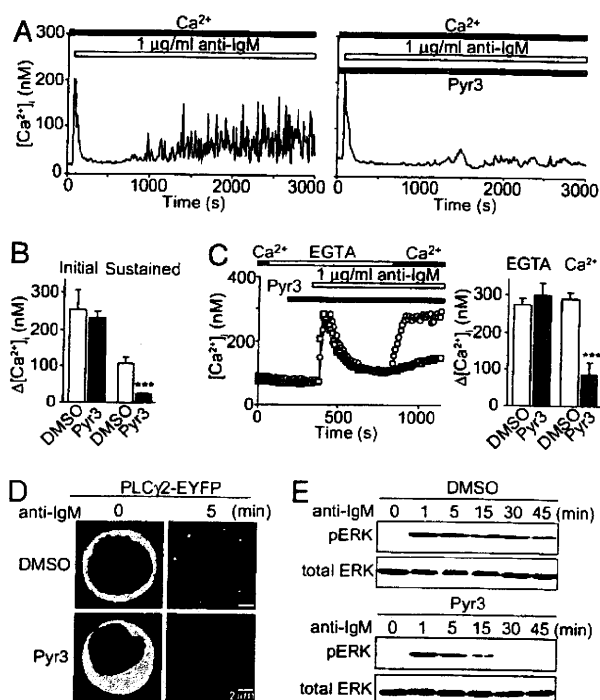 A
Ca²⁺
1 μg/ml anti-IgM
[Ca²⁺]ᵢ (nM)
300
200
100
0
0 1000 2000 3000
Time (s)
Ca²⁺
1 μg/ml anti-IgM
Pyr3
0 1000 2000 3000
Time (s)
B
Initial Sustained
Δ[Ca²⁺]ᵢ (nM)
300
200
100
0
***
DMSO Pyr3 DMSO Pyr3
C
Ca²⁺ EGTA Ca²⁺
1 μg/ml anti-IgM
Pyr3
[Ca²⁺]ᵢ (nM)
400
200
0
0 500 1000
Time (s)
EGTA Ca²⁺
Δ[Ca²⁺]ᵢ (nM)
300
200
100
0
***
DMSO Pyr3 DMSO Pyr3
D
PLCγ2-EYFP
anti-IgM 0 5 (min)
DMSO
Pyr3
E
DMSO
anti-IgM 0 1 5 15 30 45 (min)
pERK
total ERK
Pyr3
anti-IgM 0 1 5 15 30 45 (min)
pERK
total ERK